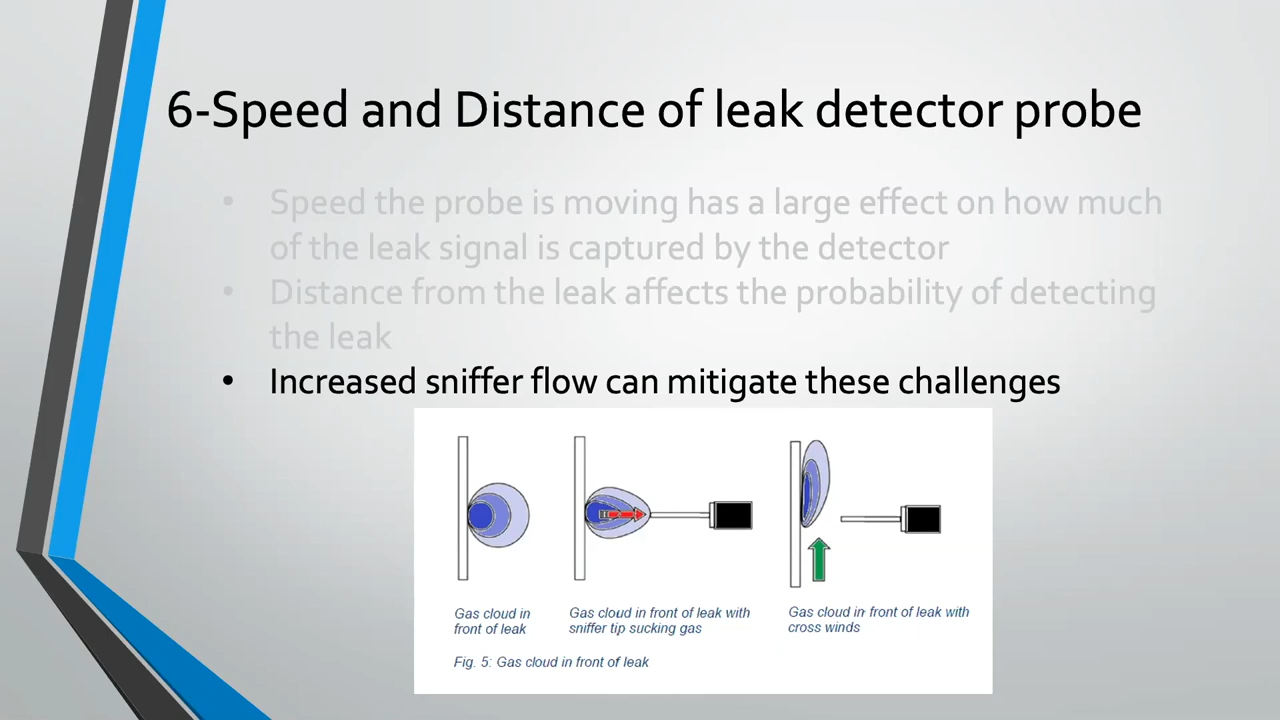 6-Speed and Distance of leak detector probe
• Speed the probe is moving has a large effect on how much
of the leak signal is captured by the detector
• Distance from the leak affects the probability of detecting
the leak
• Increased sniffer flow can mitigate these challenges
Gas cloud in
front of leak
Gas cloud in front of leak with
sniffer tip sucking gas
Gas cloud in front of leak with
cross winds
Fig. 5: Gas cloud in front of leak